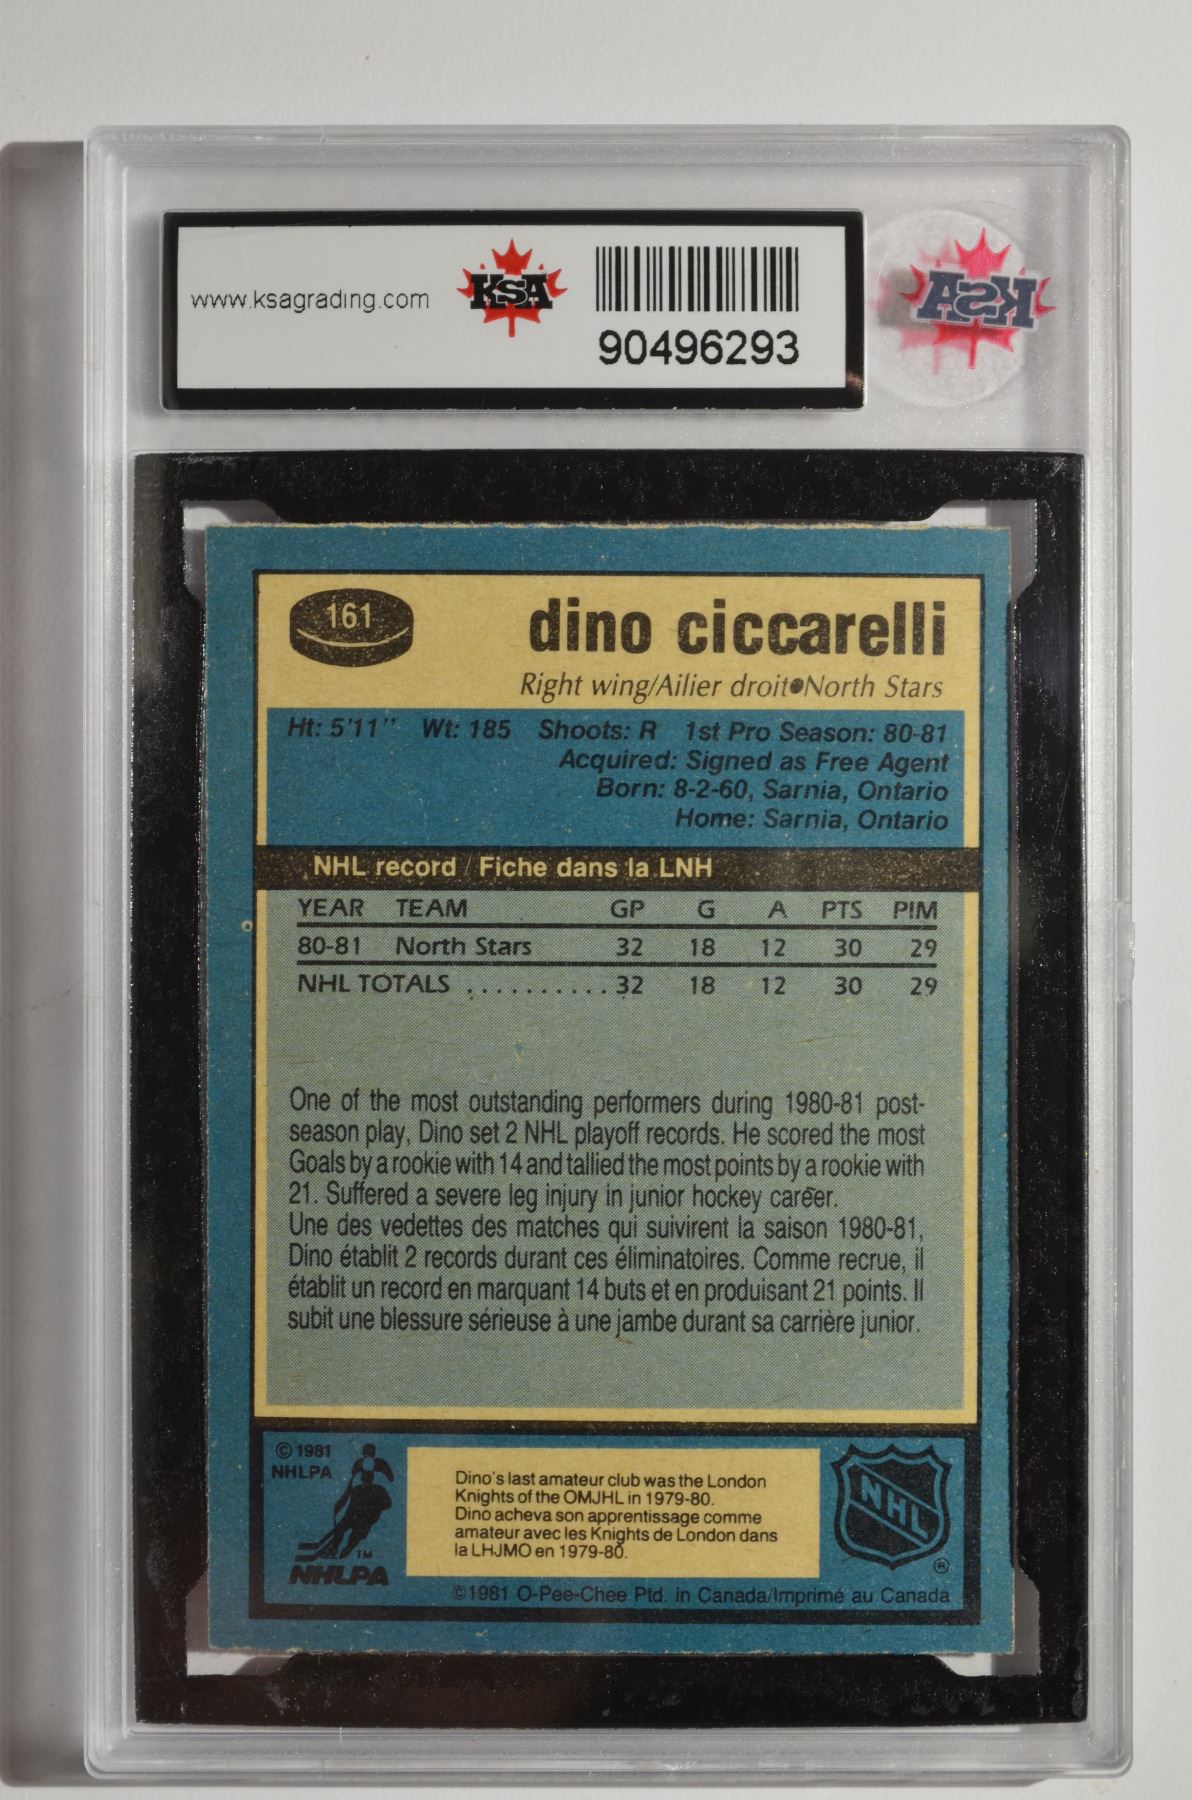 www.ksagrading.com
KSA
90496293
KSA
161
dino ciccarelli
Right wing/Ailier droit●North Stars
Ht: 5'11" Wt: 185 Shoots: R 1st Pro Season: 80-81
Acquired: Signed as Free Agent
Born: 8-2-60, Sarnia, Ontario
Home: Sarnia, Ontario
NHL record / Fiche dans la LNH
YEAR TEAM GP G A PTS PIM
80-81 North Stars 32 18 12 30 29
NHL TOTALS .......... 32 18 12 30 29
One of the most outstanding performers during 1980-81 post-
season play, Dino set 2 NHL playoff records. He scored the most
Goals by a rookie with 14 and tallied the most points by a rookie with
21. Suffered a severe leg injury in junior hockey career.
Une des vedettes des matches qui suivirent la saison 1980-81,
Dino établit 2 records durant ces éliminatoires. Comme recrue, il
établit un record en marquant 14 buts et en produisant 21 points. Il
subit une blessure sérieuse à une jambe durant sa carrière junior.
© 1981
NHLPA
TM
NHLPA
Dino's last amateur club was the London
Knights of the OMJHL in 1979-80.
Dino acheva son apprentissage comme
amateur avec les Knights de London dans
la LHJMO en 1979-80.
NHL
®
©1981 O-Pee-Chee Ptd. in Canada/Imprimé au Canada